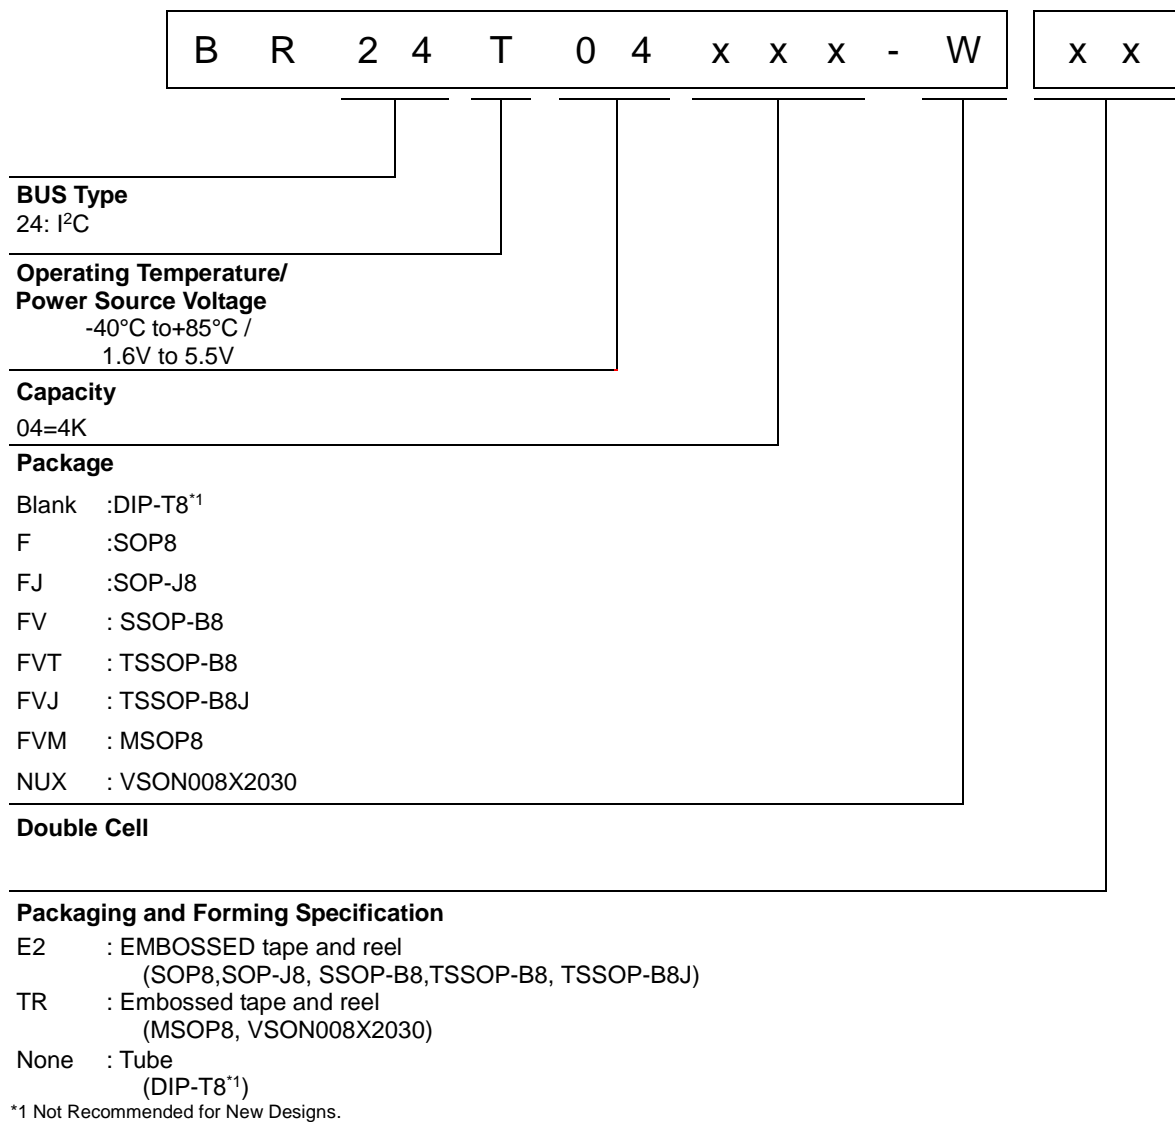 B R 2 4 T 0 4 x x x - W x x
BUS Type
24: I²C
Operating Temperature/
Power Source Voltage
-40°C to+85°C /
1.6V to 5.5V
Capacity
04=4K
Package
Blank :DIP-T8*1
F :SOP8
FJ :SOP-J8
FV : SSOP-B8
FVT : TSSOP-B8
FVJ : TSSOP-B8J
FVM : MSOP8
NUX : VSON008X2030
Double Cell
Packaging and Forming Specification
E2 : EMBOSSED tape and reel
(SOP8,SOP-J8, SSOP-B8,TSSOP-B8, TSSOP-B8J)
TR : Embossed tape and reel
(MSOP8, VSON008X2030)
None : Tube
(DIP-T8*1)
*1 Not Recommended for New Designs.